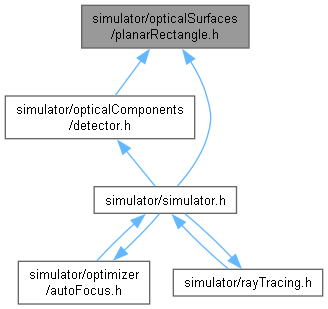 simulator/opticalSurfaces
/planarRectangle.h
simulator/opticalComponents
/detector.h
simulator/simulator.h
simulator/optimizer
/autoFocus.h
simulator/rayTracing.h